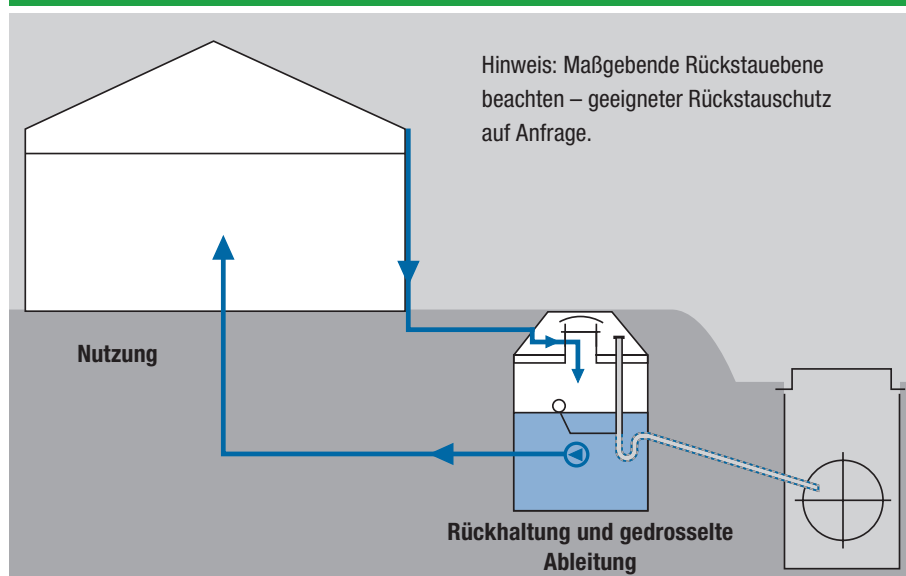 Hinweis: Maßgebende Rückstauebene
beachten – geeigneter Rückstauschutz
auf Anfrage.
Nutzung
Rückhaltung und gedrosselte
Ableitung